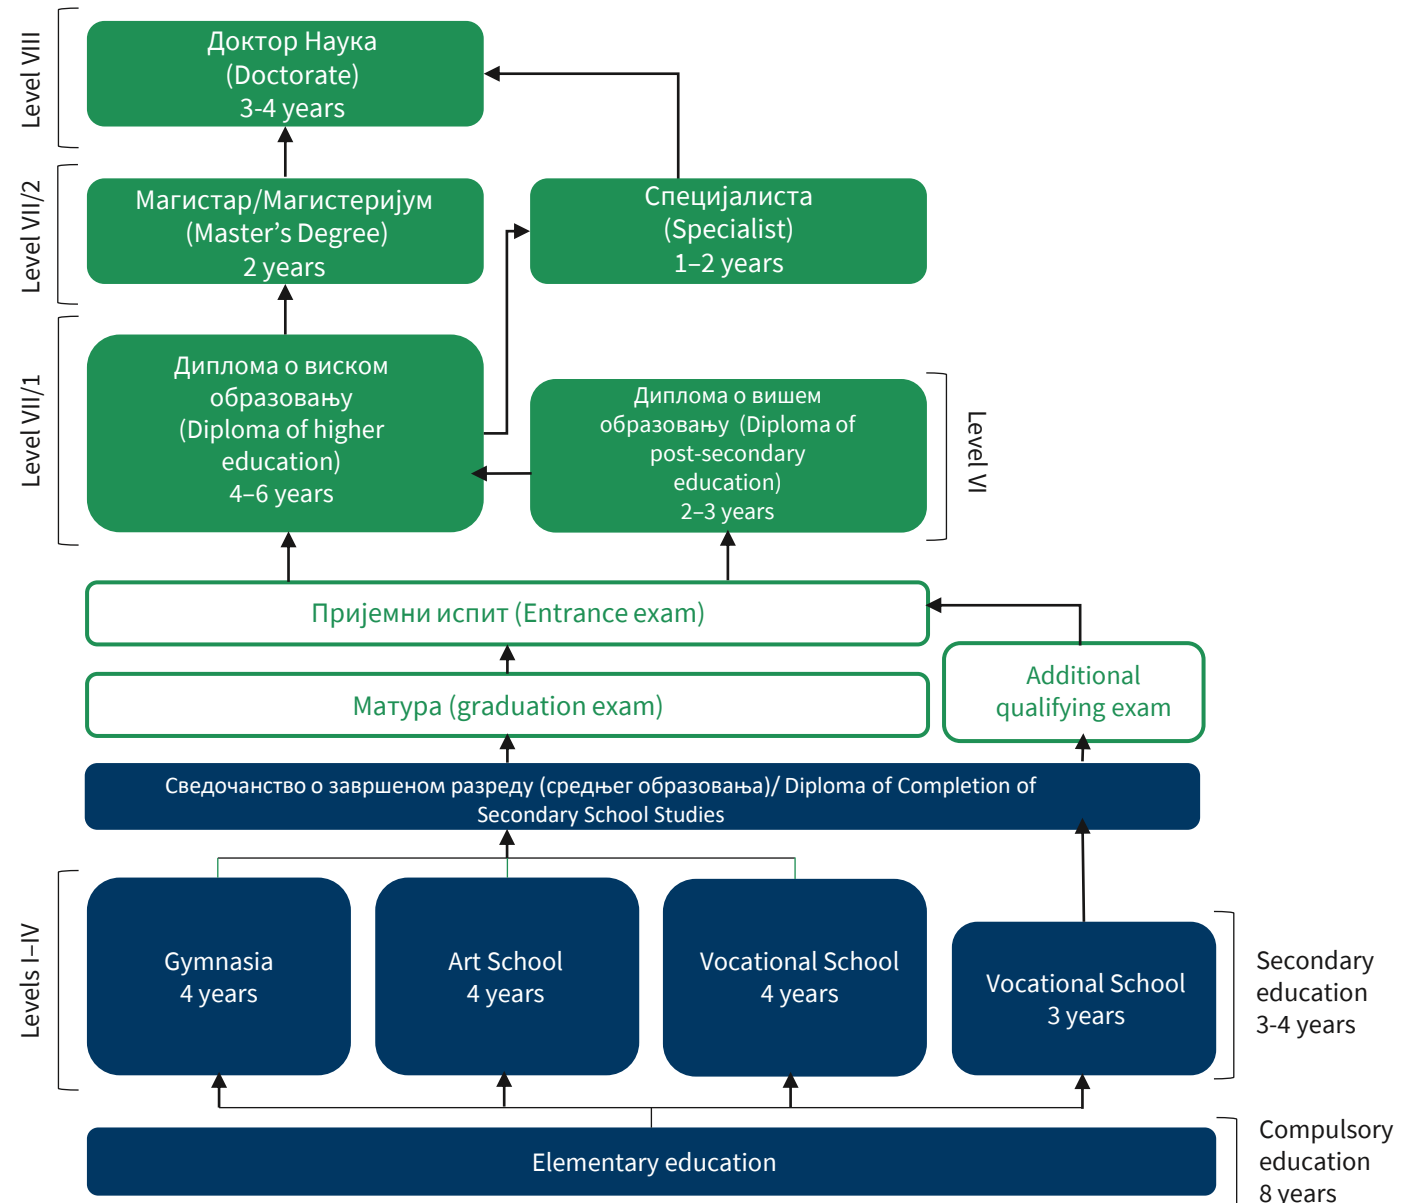 Level VIII
Доктор Наука
(Doctorate)
3-4 years
Level VII/2
Магистар/Магистеријум
(Master's Degree)
2 years
Специјалиста
(Specialist)
1–2 years
Level VII/1
Диплома о виском
образовању
(Diploma of higher
education)
4–6 years
Диплома о вишем
образовању (Diploma of
post-secondary
education)
2–3 years
Level VI
Пријемни испит (Entrance exam)
Матура (graduation exam)
Additional
qualifying exam
Сведочанство о завршеном разреду (средњег образовања)/ Diploma of Completion of
Secondary School Studies
Levels I–IV
Gymnasia
4 years
Art School
4 years
Vocational School
4 years
Vocational School
3 years
Secondary
education
3-4 years
Elementary education
Compulsory
education
8 years